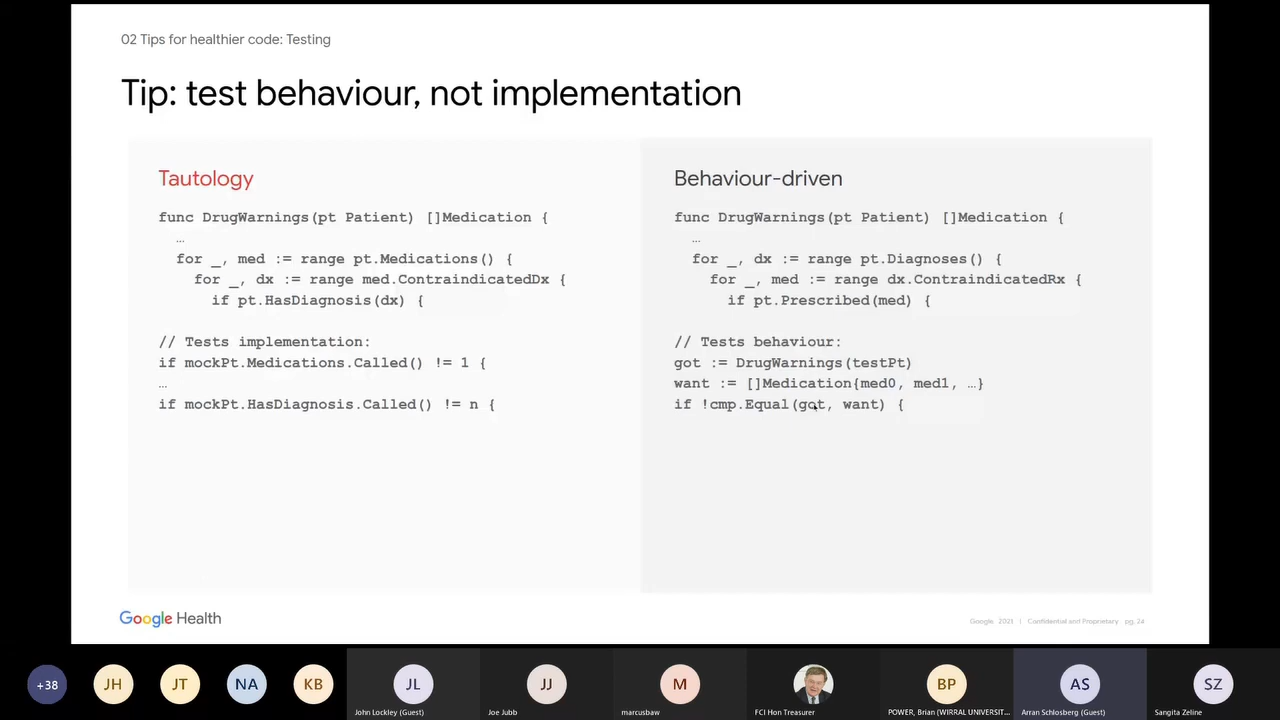 02 Tips for healthier code: Testing
Tip: test behaviour, not implementation
Tautology
func DrugWarnings(pt Patient) []Medication {
…
for _, med := range pt.Medications() {
for _, dx := range med.ContraindicatedDx {
if pt.HasDiagnosis(dx) {
// Tests implementation:
if mockPt.Medications.Called() != 1 {
…
if mockPt.HasDiagnosis.Called() != n {
Behaviour-driven
func DrugWarnings(pt Patient) []Medication {
…
for _, dx := range pt.Diagnoses() {
for _, med := range dx.ContraindicatedRx {
if pt.Prescribed(med) {
// Tests behaviour:
got := DrugWarnings(testPt)
want := []Medication{med0, med1, …}
if !cmp.Equal(got, want) {
Google Health
Google, 2021 | Confidential and Proprietary pg. 24
+38
JH
JT
NA
KB
JL
John Lockley (Guest)
JJ
Joe Jubb
M
marcusbaw
FCI Hon Treasurer
BP
POWER, Brian (WIRRAL UNIVERSIT...
AS
Arran Schlosberg (Guest)
SZ
Sangita Zeline